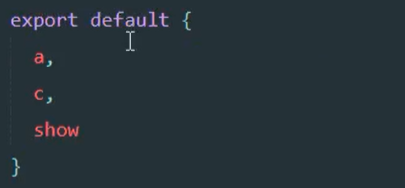 export default {
a,
c,
show
}